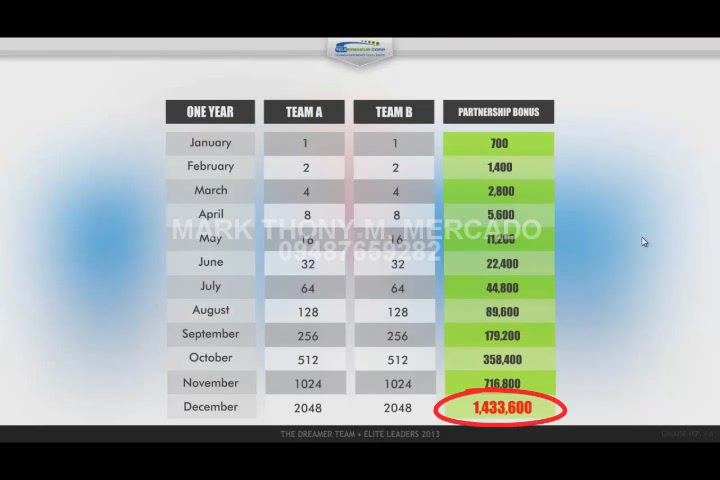 ONE YEAR TEAM A TEAM B PARTNERSHIP BONUS
January 1 1 700
February 2 2 1,400
March 4 4 2,800
April 8 8 5,600
MARK THONY M. MERCADO
May 16 16 11,200
09487659282
June 32 32 22,400
July 64 64 44,800
August 128 128 89,600
September 256 256 179,200
October 512 512 358,400
November 1024 1024 716,800
December 2048 2048 1,433,600
THE DREAMER TEAM • ELITE LEADERS 2013